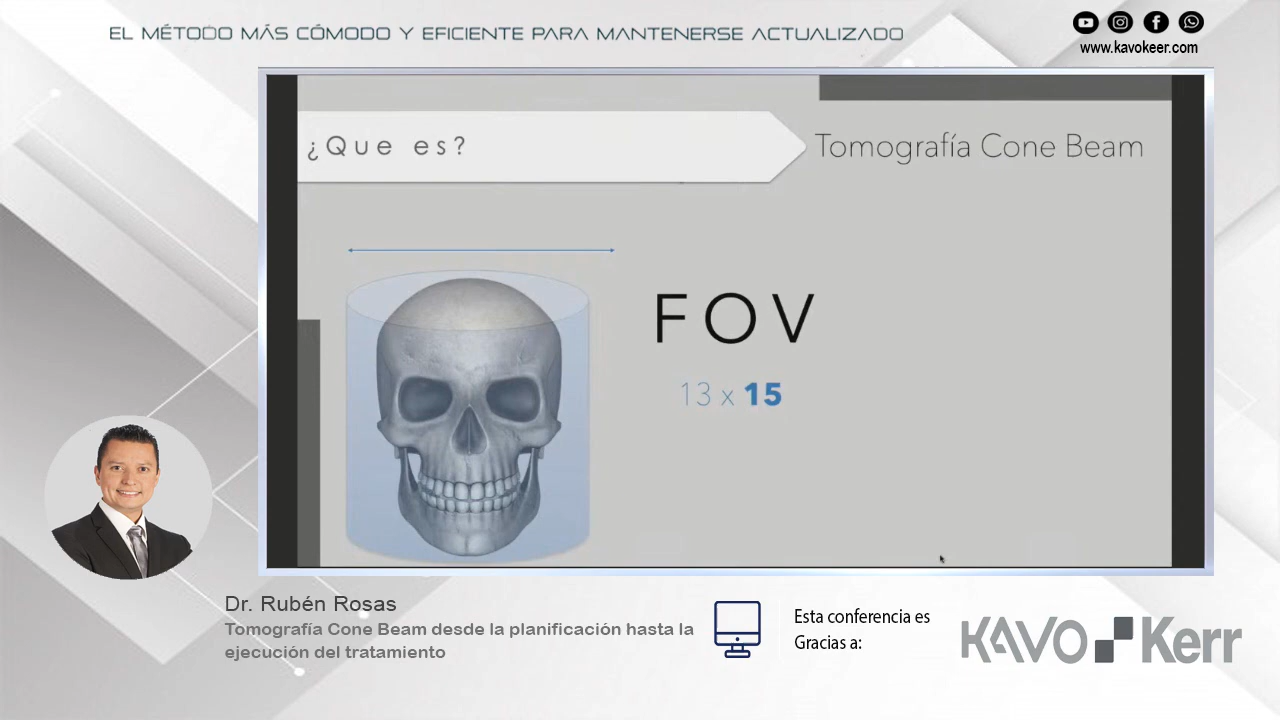 EL MÉTODO MÁS CÓMODO Y EFICIENTE PARA MANTENERSE ACTUALIZADO
www.kavokeer.com
¿Que es?
Tomografía Cone Beam
FOV
13 x 15
Dr. Rubén Rosas
Tomografía Cone Beam desde la planificación hasta la
ejecución del tratamiento
Esta conferencia es
Gracias a:
KAVO Kerr